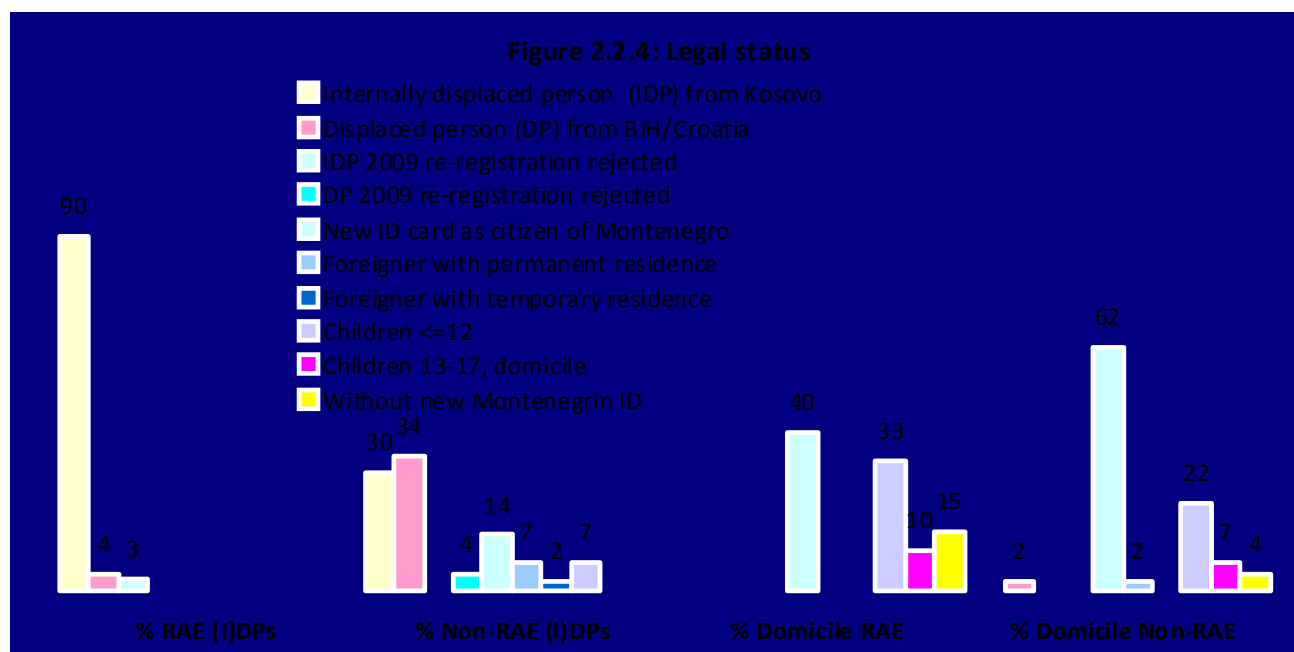 Figure 2.2.4: Legal status
Internally displaced person (IDP) from Kosovo
Displaced person (DP) from BIH/Croatia
IDP 2009 re-registration rejected
DP 2009 re-registration rejected
New ID card as citizen of Montenegro
Foreigner with permanent residence
Foreigner with temporary residence
Children <=12
Children 13-17, domicile
Without new Montenegrin ID
90
4
3
30
34
4
14
7
2
7
40
33
10
15
2
62
2
22
7
4
% RAE (I)DPs
% Non-RAE (I)DPs
% Domicile RAE
% Domicile Non-RAE